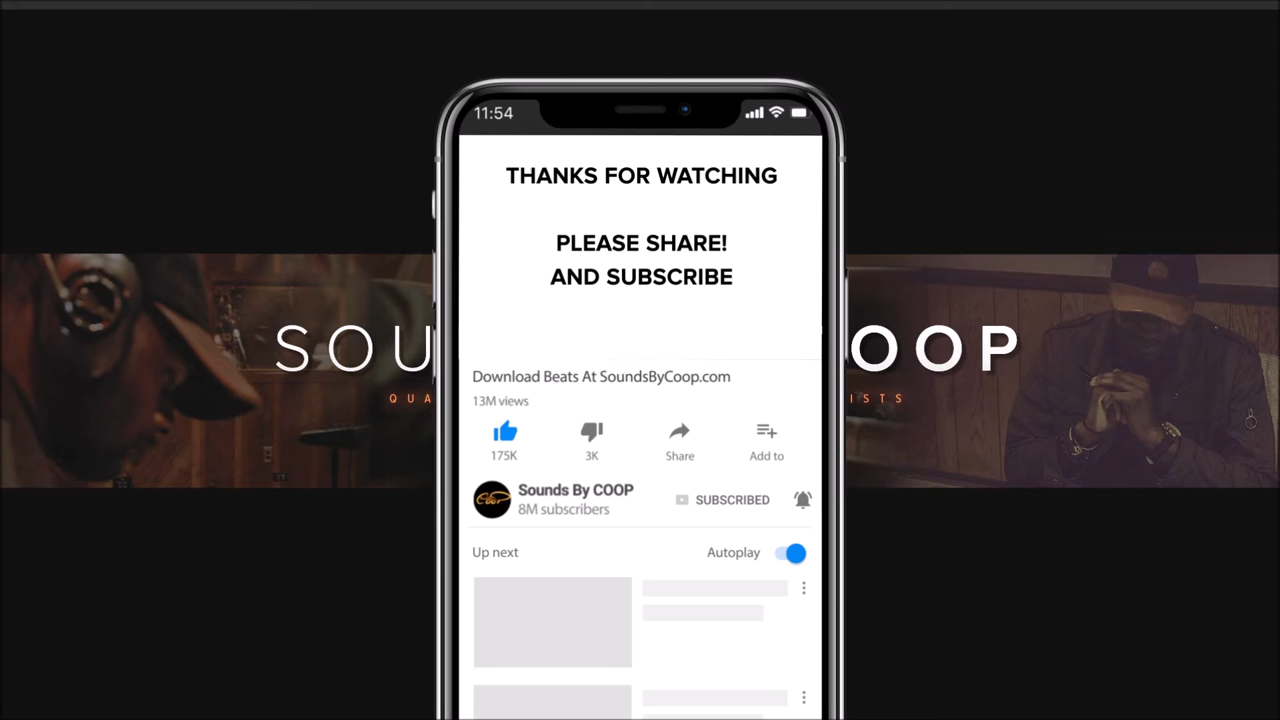 11:54
THANKS FOR WATCHING
PLEASE SHARE!
AND SUBSCRIBE
SOU OOP
QUA ISTS
Download Beats At SoundsByCoop.com
13M views
175K 3K Share Add to
Coop Sounds By COOP SUBSCRIBED
8M subscribers
Up next Autoplay